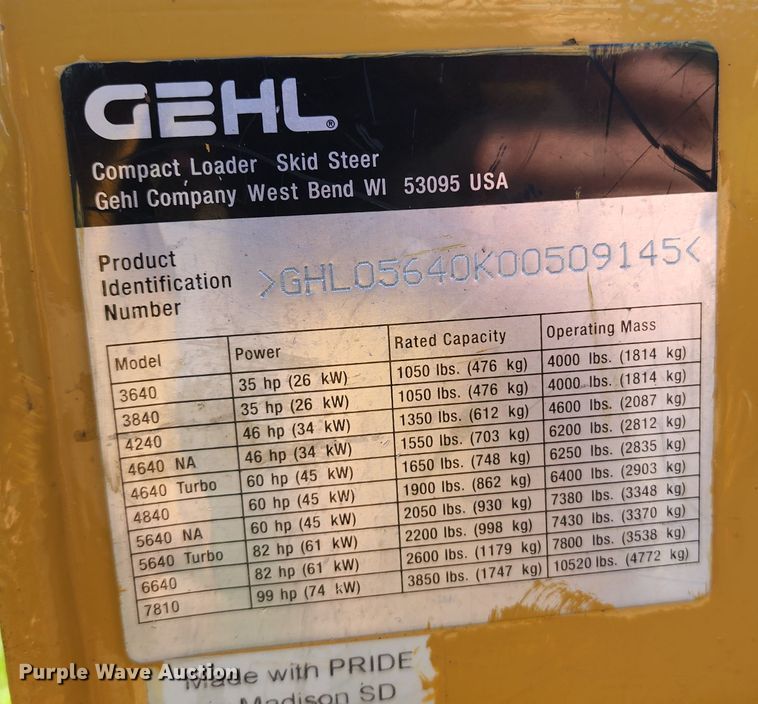 GEHL®
Compact Loader Skid Steer
Gehl Company West Bend WI 53095 USA
Product
Identification
Number
>GHL05640K00509145<
Model Power Rated Capacity Operating Mass
3640 35 hp (26 kW) 1050 lbs. (476 kg) 4000 lbs. (1814 kg)
3840 35 hp (26 kW) 1050 lbs. (476 kg) 4000 lbs. (1814 kg)
4240 46 hp (34 kW) 1350 lbs. (612 kg) 4600 lbs. (2087 kg)
4640 NA 46 hp (34 kW) 1550 lbs. (703 kg) 6200 lbs. (2812 kg)
4640 Turbo 60 hp (45 kW) 1650 lbs. (748 kg) 6250 lbs. (2835 kg)
4840 60 hp (45 kW) 1900 lbs. (862 kg) 6400 lbs. (2903 kg)
5640 NA 60 hp (45 kW) 2050 lbs. (930 kg) 7380 lbs. (3348 kg)
5640 Turbo 82 hp (61 kW) 2200 lbs. (998 kg) 7430 lbs. (3370 kg)
6640 82 hp (61 kW) 2600 lbs. (1179 kg) 7800 lbs. (3538 kg)
7810 99 hp (74 kW) 3850 lbs. (1747 kg) 10520 lbs. (4772 kg)
Purple Wave Auction
Made with PRIDE
in Madison SD